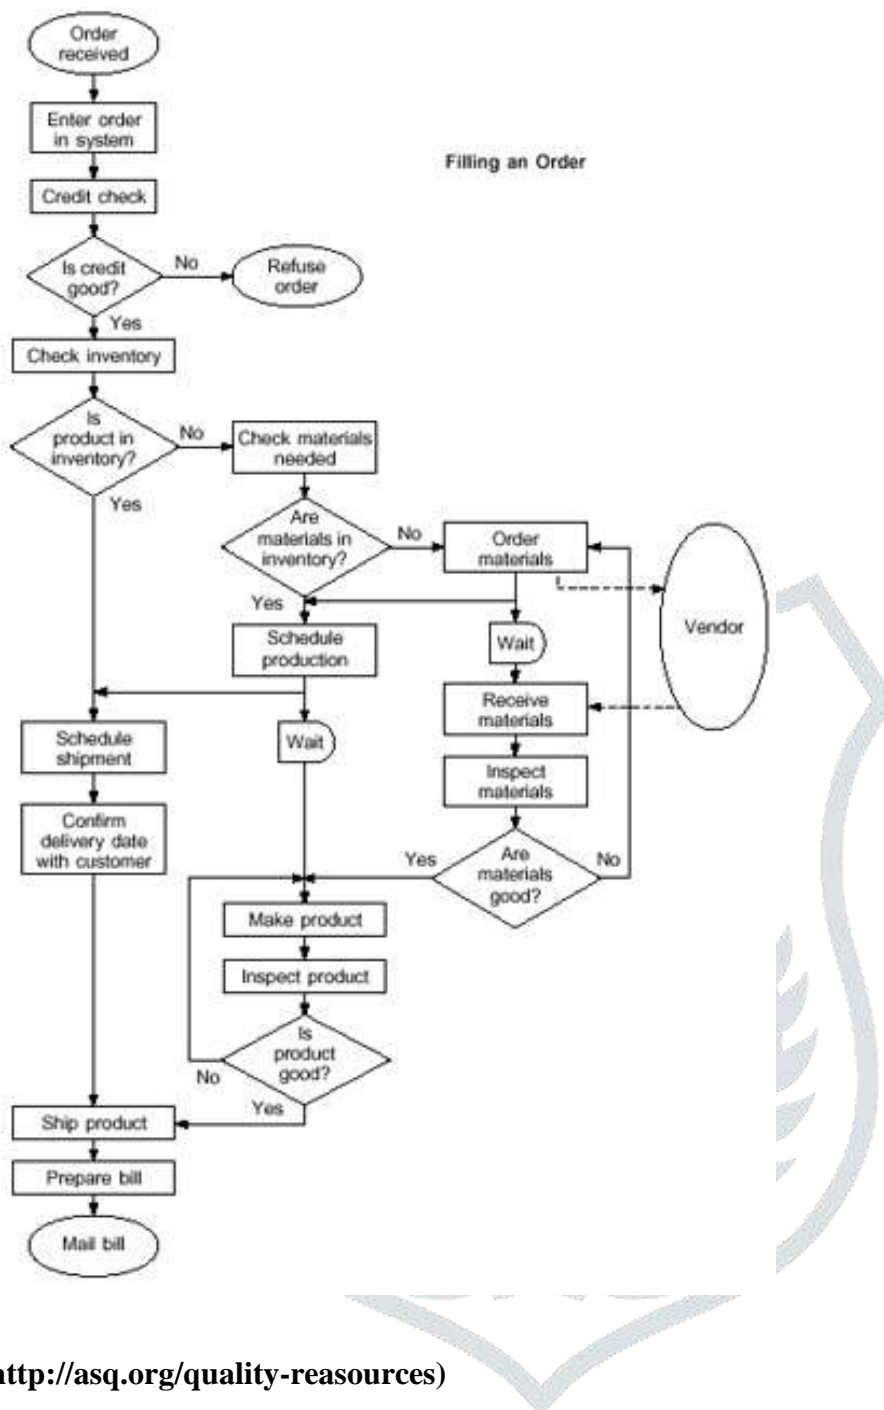 Order
received
Enter order
in system
Filling an Order
Credit check
Is credit
good?
No
Refuse
order
Yes
Check inventory
Is
product in
inventory?
No
Check materials
needed
Yes
Are
materials in
inventory?
No
Order
materials
Yes
Schedule
production
Wait
Vendor
Receive
materials
Schedule
shipment
Wait
Inspect
materials
Confirm
delivery date
with customer
Yes
Are
materials
good?
No
Make product
Inspect product
Is
product
good?
No
Yes
Ship product
Prepare bill
Mail bill
http://asq.org/quality-reasources)